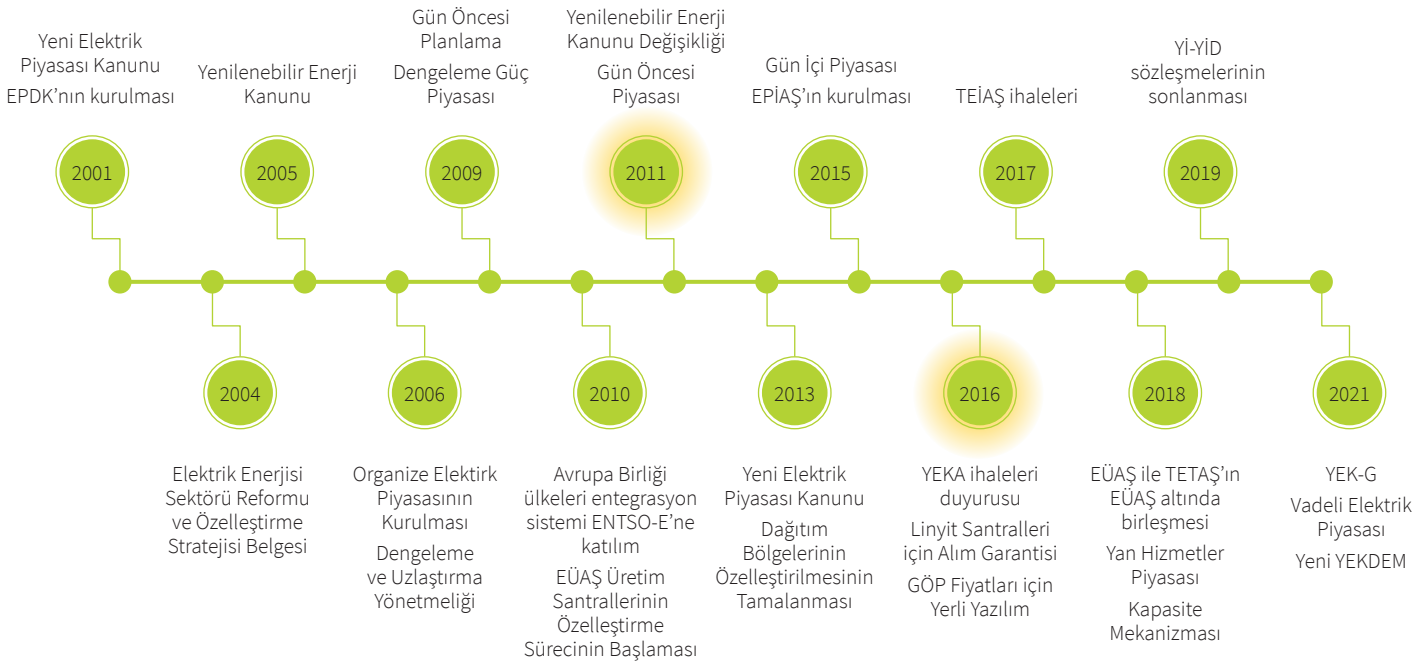 Yeni Elektrik
Piyasası Kanunu
EPDK’nın kurulması
2001
Yenilenebilir Enerji
Kanunu
2005
Gün Öncesi
Planlama
Dengeleme Güç
Piyasası
2009
Yenilenebilir Enerji
Kanunu Değişikliği
Gün Öncesi
Piyasası
2011
Gün İçi Piyasası
EPİAŞ’ın kurulması
2015
TEİAŞ ihaleleri
2017
Yİ-YİD
sözleşmelerinin
sonlanması
2019
2004
Elektrik Enerjisi
Sektörü Reformu
ve Özelleştirme
Stratejisi Belgesi
2006
Organize Elektirk
Piyasasının
Kurulması
Dengeleme
ve Uzlaştırma
Yönetmeliği
2010
Avrupa Birliği
ülkeleri entegrasyon
sistemi ENTSO-E’ne
katılım
EÜAŞ Üretim
Santrallerinin
Özelleştirme
Sürecinin Başlaması
2013
Yeni Elektrik
Piyasası Kanunu
Dağıtım
Bölgelerinin
Özelleştirilmesinin
Tamalanması
2016
YEKA ihaleleri
duyurusu
Linyit Santralleri
için Alım Garantisi
GÖP Fiyatları için
Yerli Yazılım
2018
EÜAŞ ile TETAŞ’ın
EÜAŞ altında
birleşmesi
Yan Hizmetler
Piyasası
Kapasite
Mekanizması
2021
YEK-G
Vadeli Elektrik
Piyasası
Yeni YEKDEM